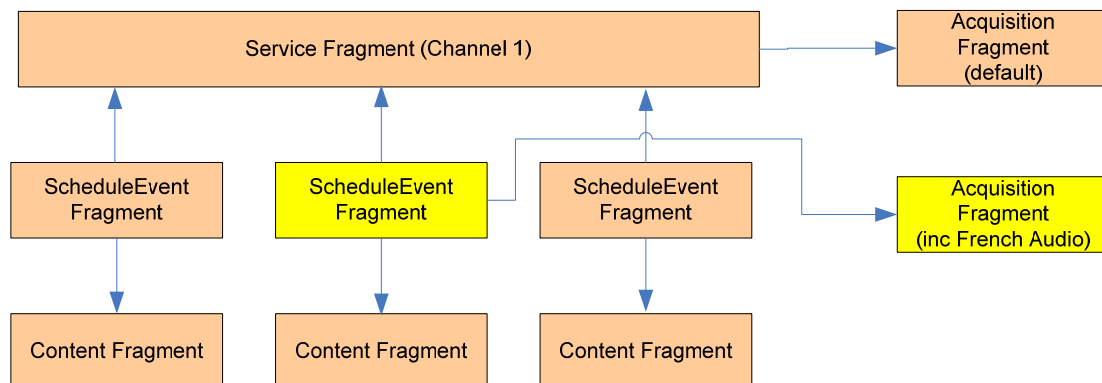 Service Fragment (Channel 1)
Acquisition
Fragment
(default)
ScheduleEvent
Fragment
ScheduleEvent
Fragment
ScheduleEvent
Fragment
Acquisition
Fragment
(inc French Audio)
Content Fragment
Content Fragment
Content Fragment